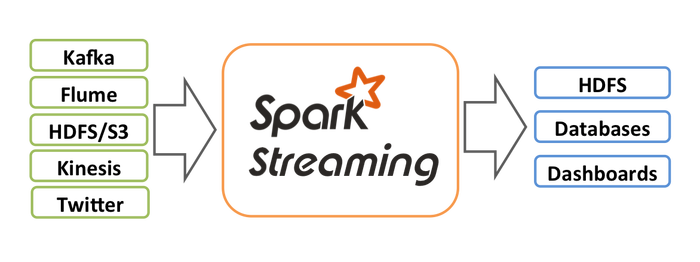 Kafka
Flume
HDFS/S3
Kinesis
Twitter
Spark
Streaming
HDFS
Databases
Dashboards